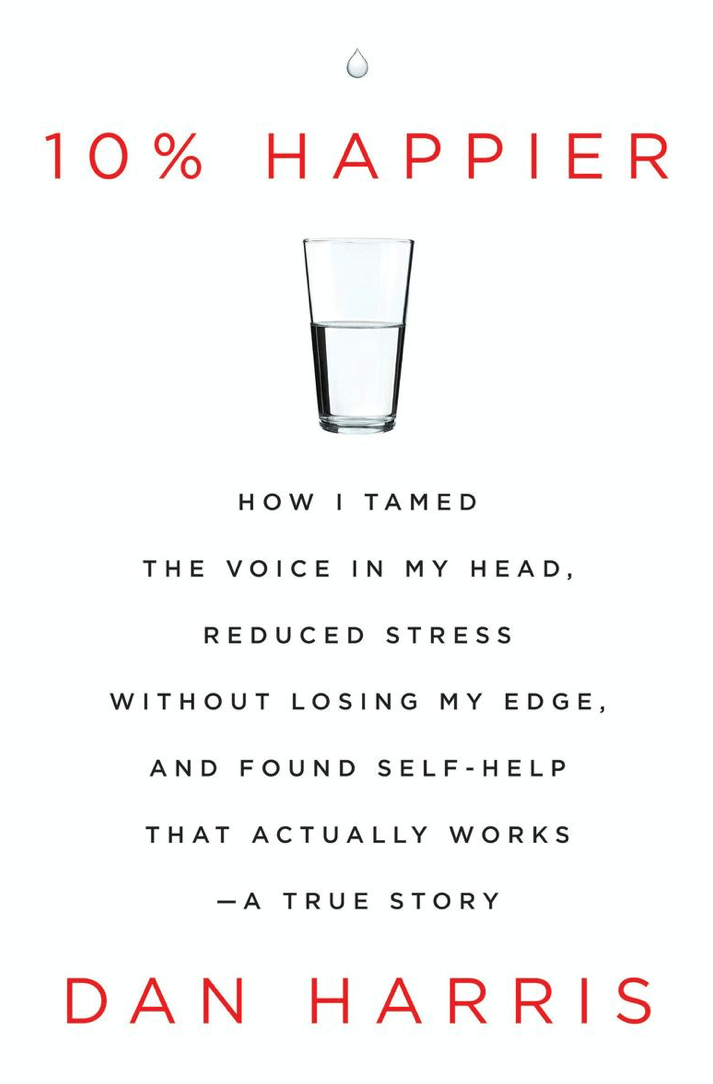 10% HAPPIER
HOW I TAMED
THE VOICE IN MY HEAD,
REDUCED STRESS
WITHOUT LOSING MY EDGE,
AND FOUND SELF-HELP
THAT ACTUALLY WORKS
—A TRUE STORY
DAN HARRIS